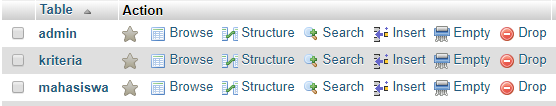 Table Action
admin Browse Structure Search Insert Empty Drop
kriteria Browse Structure Search Insert Empty Drop
mahasiswa Browse Structure Search Insert Empty Drop